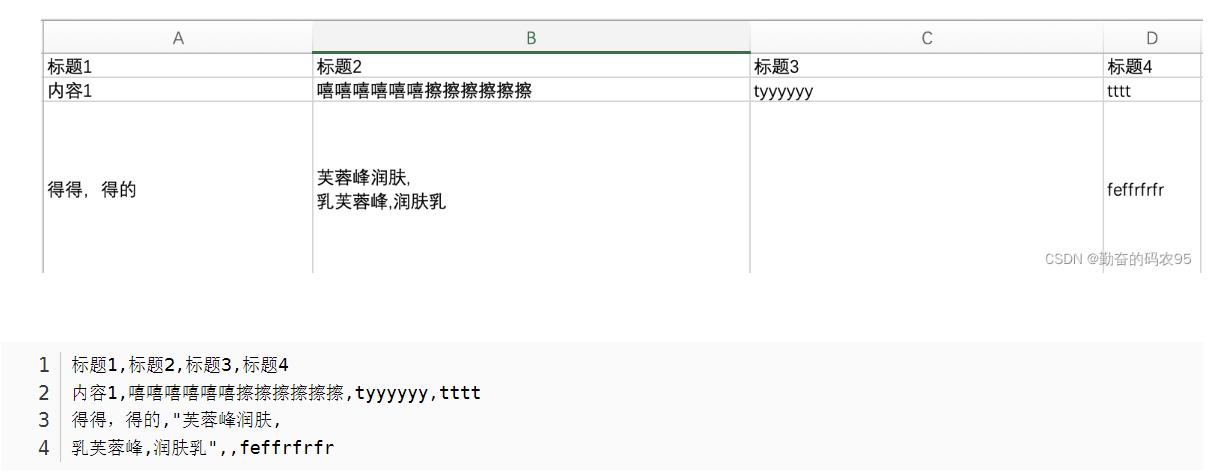 A B C D
标题1 标题2 标题3 标题4
内容1 嘻嘻嘻嘻嘻嘻擦擦擦擦擦擦 tyyyyyy tttt
得得，得的 芙蓉峰润肤,
乳芙蓉峰,润肤乳 feffrfrfr
CSDN @勤奋的码农95
1 标题1,标题2,标题3,标题4
2 内容1,嘻嘻嘻嘻嘻嘻擦擦擦擦擦擦,tyyyyyy,tttt
3 得得，得的,"芙蓉峰润肤,
4 乳芙蓉峰,润肤乳",,feffrfrfr